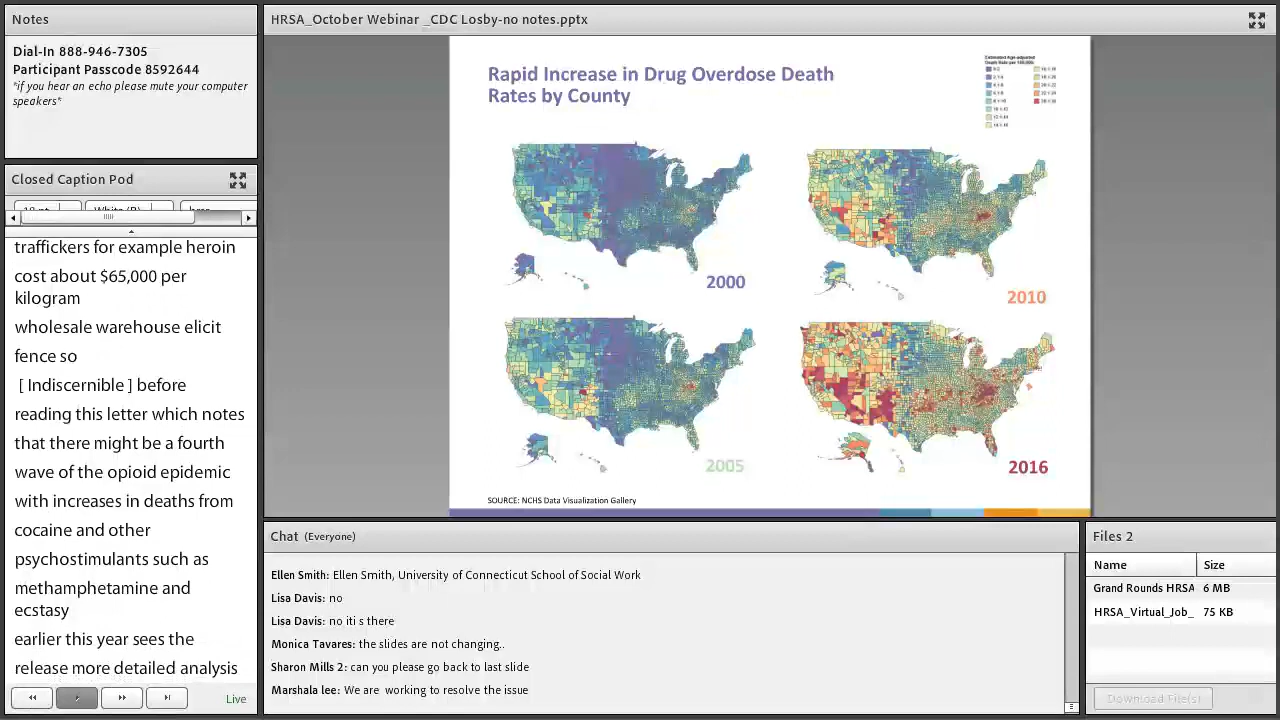 Notes
Dial-In 888-946-7305
Participant Passcode 8592644
*if you hear an echo please mute your computer
speakers*
Closed Caption Pod
traffickers for example heroin
cost about $65,000 per
kilogram
wholesale warehouse elicit
fence so
[ Indiscernible ] before
reading this letter which notes
that there might be a fourth
wave of the opioid epidemic
with increases in deaths from
cocaine and other
psychostimulants such as
methamphetamine and
ecstasy
earlier this year sees the
release more detailed analysis
Live
HRSA_October Webinar _CDC Losby-no notes.pptx
Rapid Increase in Drug Overdose Death
Rates by County
Estimated Age-adjusted
Death Rate per 100,000:
2000
2010
2005
2016
SOURCE: NCHS Data Visualization Gallery
Chat (Everyone)
Ellen Smith: Ellen Smith, University of Connecticut School of Social Work
Lisa Davis: no
Lisa Davis: no iti s there
Monica Tavares: the slides are not changing..
Sharon Mills 2: can you please go back to last slide
Marshala lee: We are working to resolve the issue
Files 2
Name Size
Grand Rounds HRSA 6 MB
HRSA_Virtual_Job_ 75 KB
Download File(s)